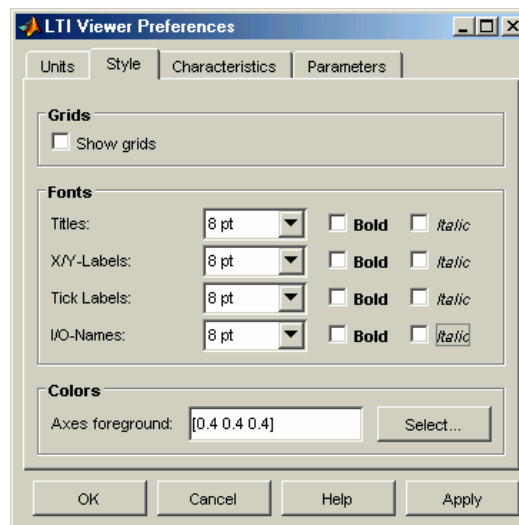 LTI Viewer Preferences
Units Style Characteristics Parameters
Grids
Show grids
Fonts
Titles: 8 pt Bold Italic
X/Y-Labels: 8 pt Bold Italic
Tick Labels: 8 pt Bold Italic
I/O-Names: 8 pt Bold Italic
Colors
Axes foreground: [0.4 0.4 0.4] Select...
OK Cancel Help Apply